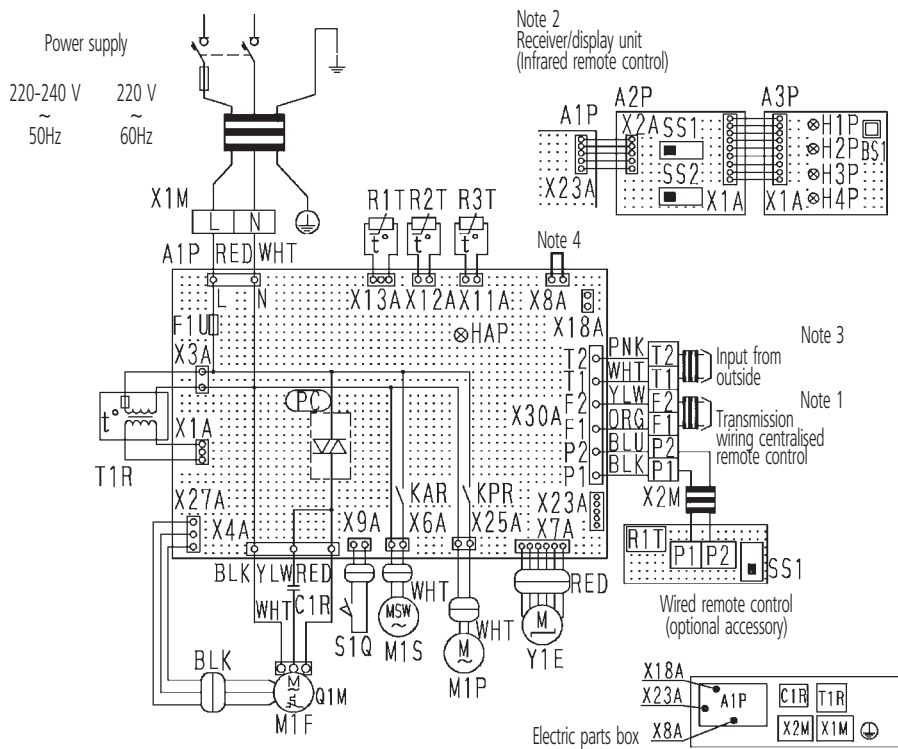 Power supply
220-240 V
~
50Hz
220 V
~
60Hz
Note 2
Receiver/display unit
(Infrared remote control)
A1P
X23A
A2P
X2A
SS1
SS2
X1A
A3P
H1P
H2P
H3P
H4P
BS1
X1A
X1M
L
N
A1P
RED
WHT
R1T
R2T
R3T
t°
t°
t°
Note 4
L
N
X13A
X12A
X11A
X8A
X18A
F1U
HAP
X3A
PC
t°
T1R
X1A
X27A
X4A
X9A
KAR
X6A
KPR
X25A
X30A
X23A
X7A
T2
T1
F2
F1
P2
P1
PNK
WHT
YLW
ORG
BLU
BLK
T2
T1
F2
F1
P2
P1
X2M
Note 3
Input from
outside
Note 1
Transmission
wiring centralised
remote control
R1T
P1
P2
SS1
Wired remote control
(optional accessory)
BLK
YLW
RED
WHT
C1R
S1Q
WHT
MSW
~
M1S
WHT
M
~
M1P
RED
M
Y1E
BLK
M
~
Q1M
M1F
Electric parts box
X18A
X23A
X8A
A1P
C1R
T1R
X2M
X1M